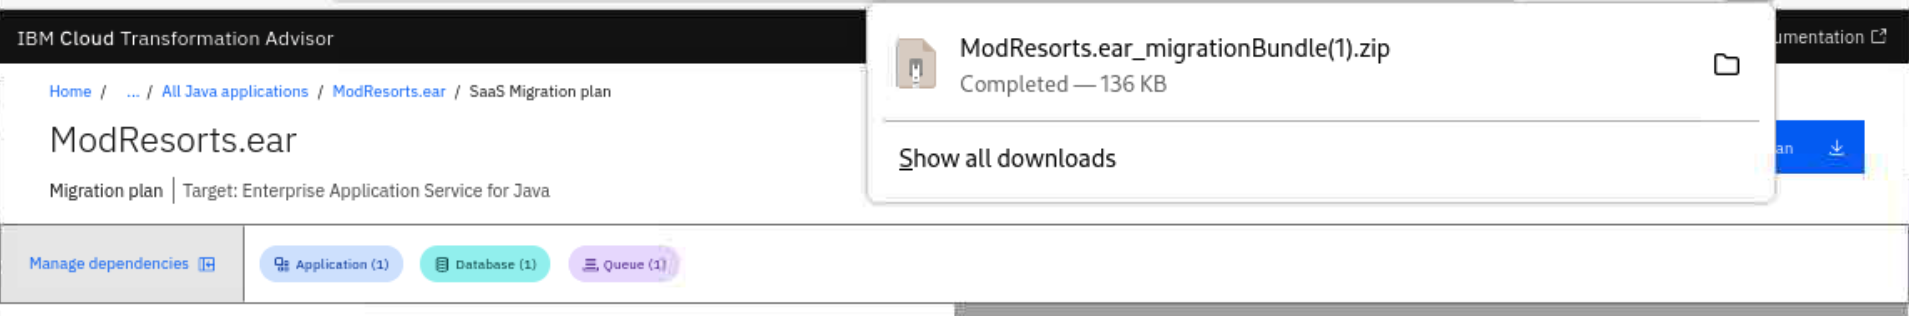 IBM Cloud Transformation Advisor
ModResorts.ear_migrationBundle(1).zip
Completed — 136 KB
Show all downloads
Home / ... / All Java applications / ModResorts.ear / SaaS Migration plan
ModResorts.ear
Migration plan | Target: Enterprise Application Service for Java
Manage dependencies
Application (1)
Database (1)
Queue (1)